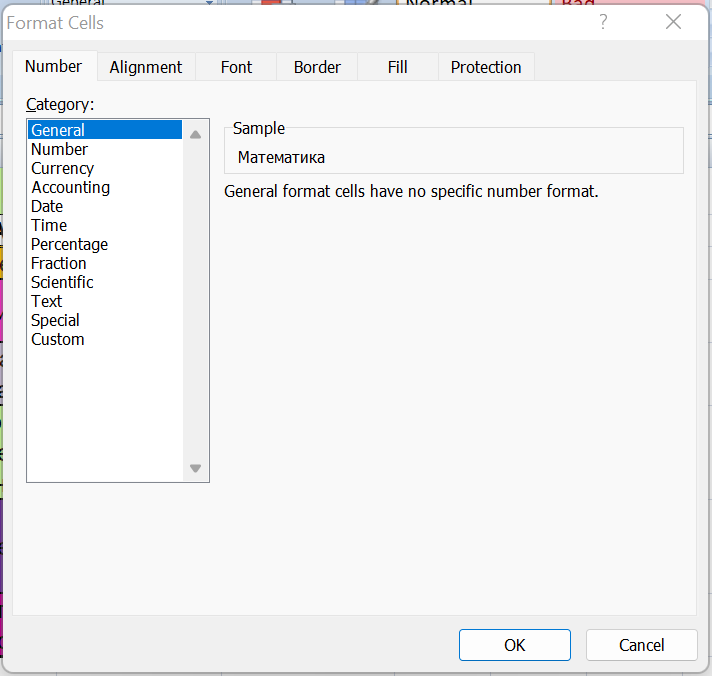 General Normal Bad
Format Cells
Number Alignment Font Border Fill Protection
Category:
General
Number
Currency
Accounting
Date
Time
Percentage
Fraction
Scientific
Text
Special
Custom
Sample
Математика
General format cells have no specific number format.
OK Cancel